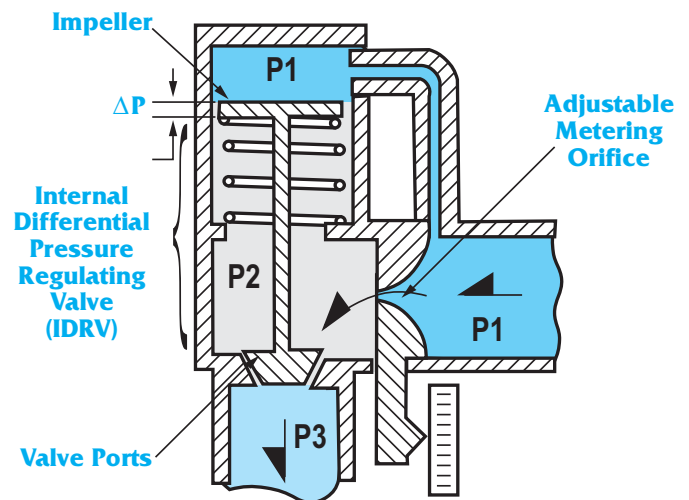 Impeller
P1
ΔP
Adjustable
Metering
Orifice
Internal
Differential
Pressure
Regulating
Valve
(IDRV)
P2
P1
P3
Valve Ports